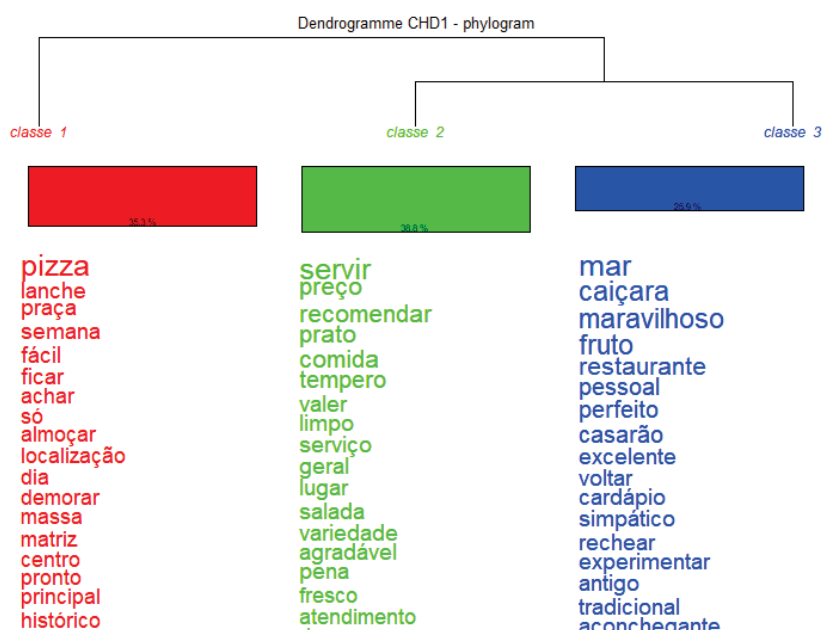 Dendrogramme CHD1 - phylogram
classe 1
classe 2
classe 3
35.3 %
38.8 %
25.9 %
pizza
lanche
praça
semana
fácil
ficar
achar
só
almoçar
localização
dia
demorar
massa
matriz
centro
pronto
principal
histórico
servir
preço
recomendar
prato
comida
tempero
valer
limpo
serviço
geral
lugar
salada
variedade
agradável
pena
fresco
atendimento
mar
caiçara
maravilhoso
fruto
restaurante
pessoal
perfeito
casarão
excelente
voltar
cardápio
simpático
rechear
experimentar
antigo
tradicional
aconchegante